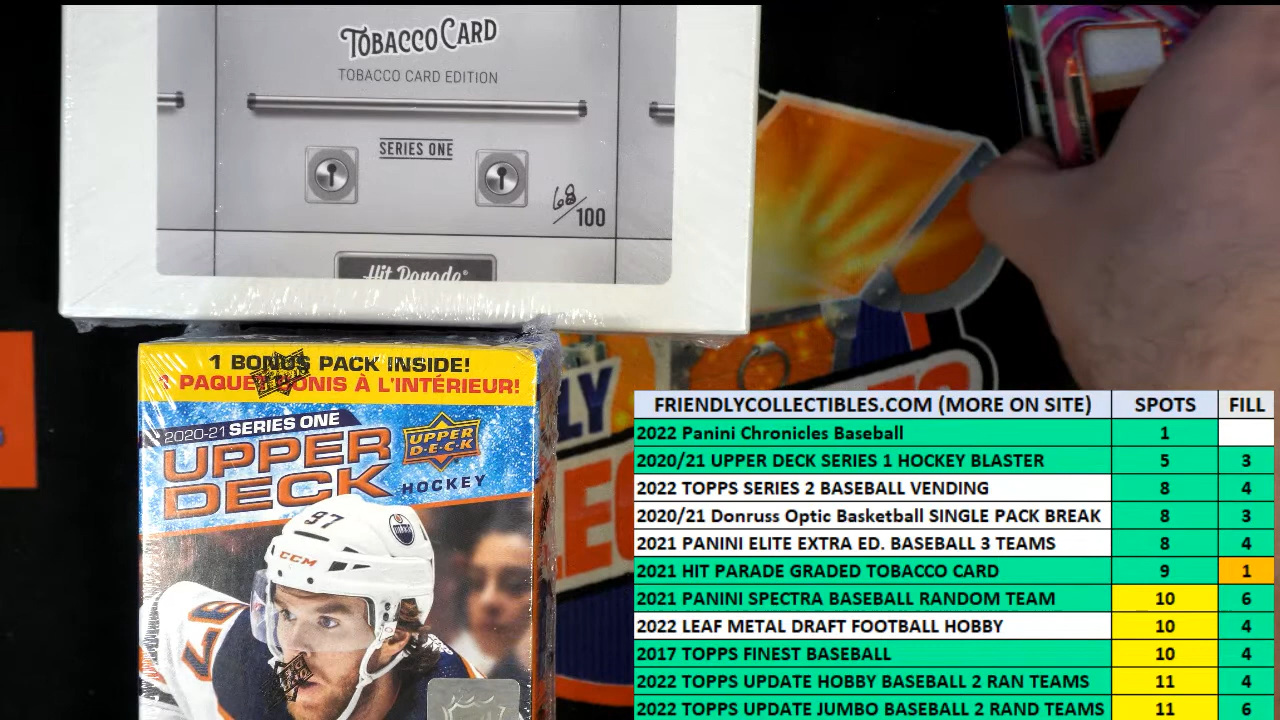 TOBACCO CARD
TOBACCO CARD EDITION
SERIES ONE
68/100
Hit Parade®
1 BONUS PACK INSIDE!
1 PAQUET BONIS À L'INTÉRIEUR!
2020-21 SERIES ONE
UPPER DECK
HOCKEY
UPPER DECK
97
CCM
97
FRIENDLYCOLLECTIBLES.COM (MORE ON SITE) SPOTS FILL
2022 Panini Chronicles Baseball 1
2020/21 UPPER DECK SERIES 1 HOCKEY BLASTER 5 3
2022 TOPPS SERIES 2 BASEBALL VENDING 8 4
2020/21 Donruss Optic Basketball SINGLE PACK BREAK 8 3
2021 PANINI ELITE EXTRA ED. BASEBALL 3 TEAMS 8 4
2021 HIT PARADE GRADED TOBACCO CARD 9 1
2021 PANINI SPECTRA BASEBALL RANDOM TEAM 10 6
2022 LEAF METAL DRAFT FOOTBALL HOBBY 10 4
2017 TOPPS FINEST BASEBALL 10 4
2022 TOPPS UPDATE HOBBY BASEBALL 2 RAN TEAMS 11 4
2022 TOPPS UPDATE JUMBO BASEBALL 2 RAND TEAMS 11 6